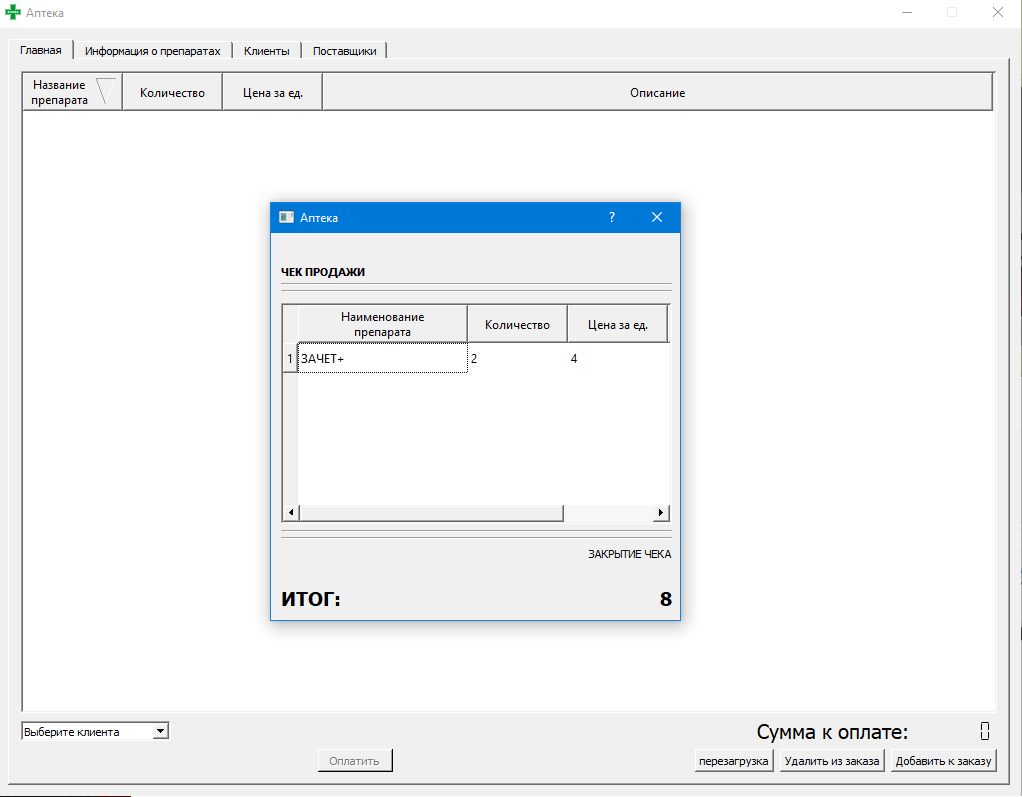 Аптека
Главная
Информация о препаратах
Клиенты
Поставщики
Название
препарата
Количество
Цена за ед.
Описание
Аптека
?
ЧЕК ПРОДАЖИ
Наименование
препарата
Количество
Цена за ед.
1 ЗАЧЕТ+ 2 4
ЗАКРЫТИЕ ЧЕКА
ИТОГ: 8
Выберите клиента
Сумма к оплате: 0
Оплатить
перезагрузка
Удалить из заказа
Добавить к заказу